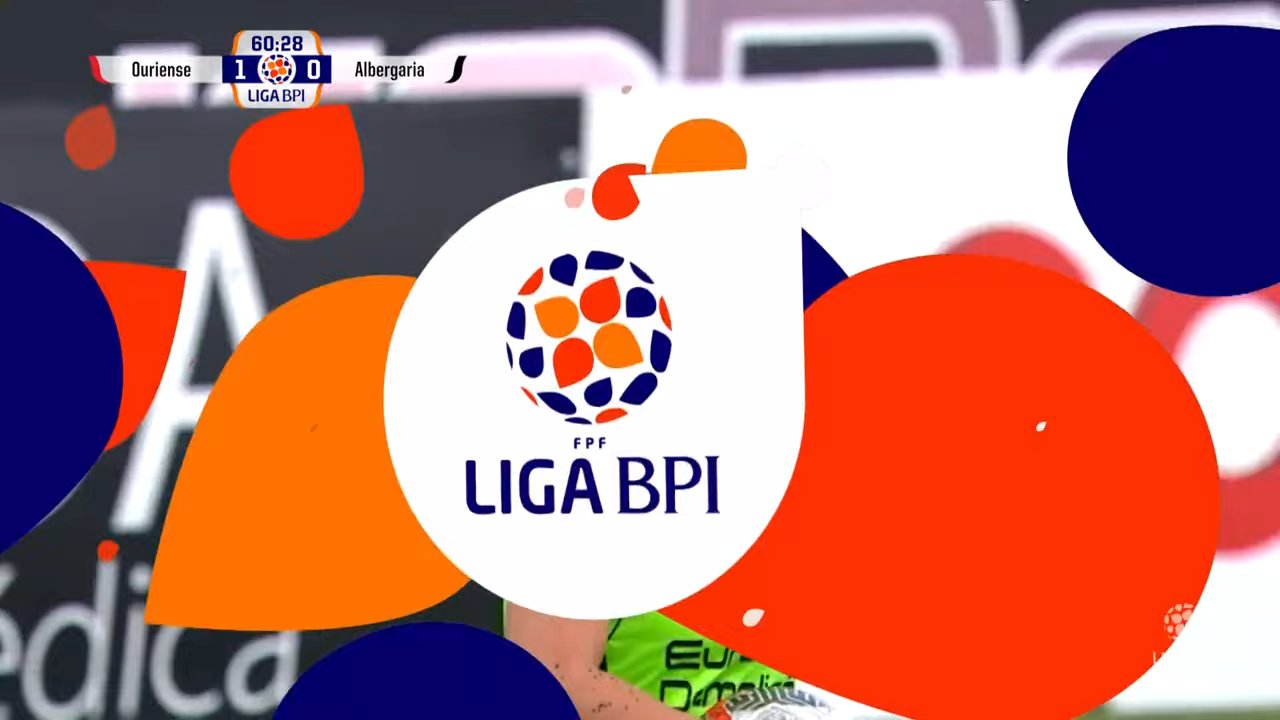 60:28
Ouriense 1 0 Albergaria
LIGA BPI
FPF
LIGA BPI
édica